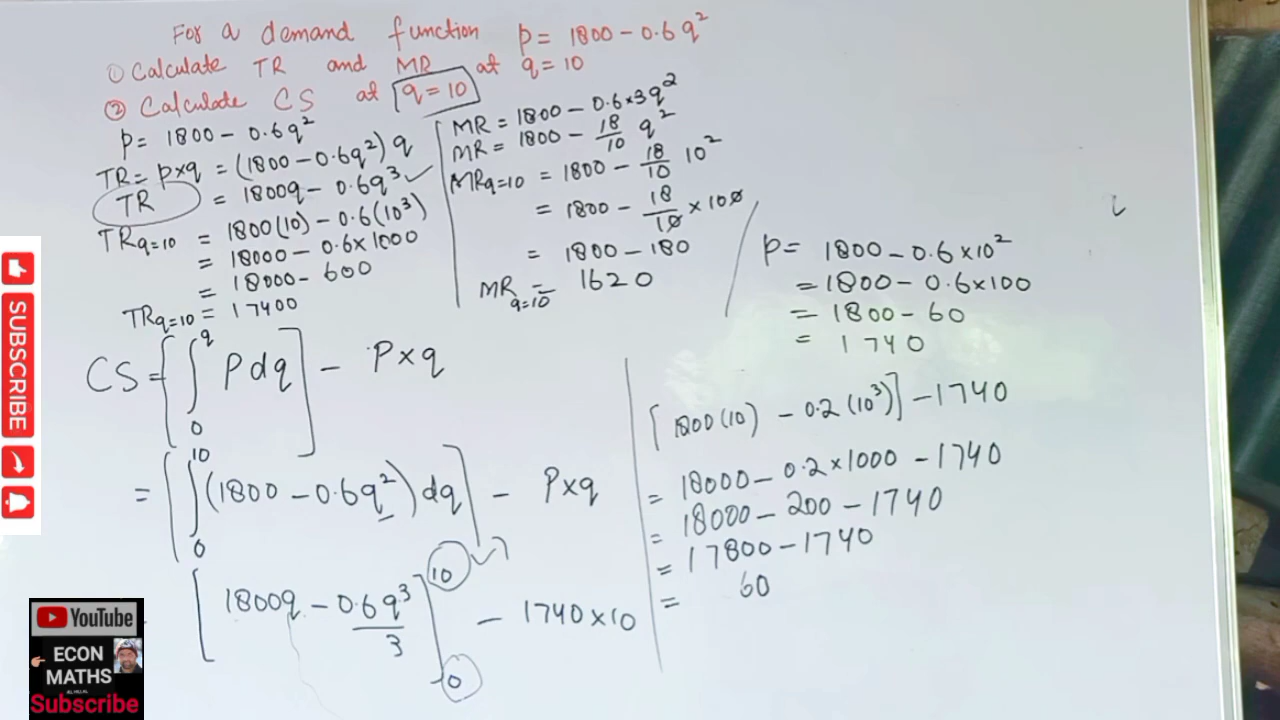 For a demand function p = 1800 - 0.6q²
① Calculate TR and MR at q = 10
② Calculate CS at q = 10
p = 1800 - 0.6q²
TR = p×q = (1800 - 0.6q²) q
TR = 1800q - 0.6q³ ✓
TRq=10 = 1800(10) - 0.6(10³)
= 18000 - 0.6×1000
= 18000 - 600
TRq=10 = 17400
MR = 1800 - 0.6×3q²
MR = 1800 - 18/10 q²
MRq=10 = 1800 - 18/10 10²
= 1800 - 18/10 × 100
= 1800 - 180
MRq=10 = 1620
p = 1800 - 0.6×10²
= 1800 - 0.6×100
= 1800 - 60
= 1740
CS = [∫₀^q P dq] - P×q
= [∫₀^10 (1800 - 0.6q²) dq] - P×q
[1800q - 0.6q³/3]₀^10 - 1740×10
[1800(10) - 0.2(10³)] - 1740
= 18000 - 0.2×1000 - 1740
= 18000 - 200 - 1740
= 17800 - 1740
= 60
SUBSCRIBE
YouTube
ECON
MATHS
Subscribe